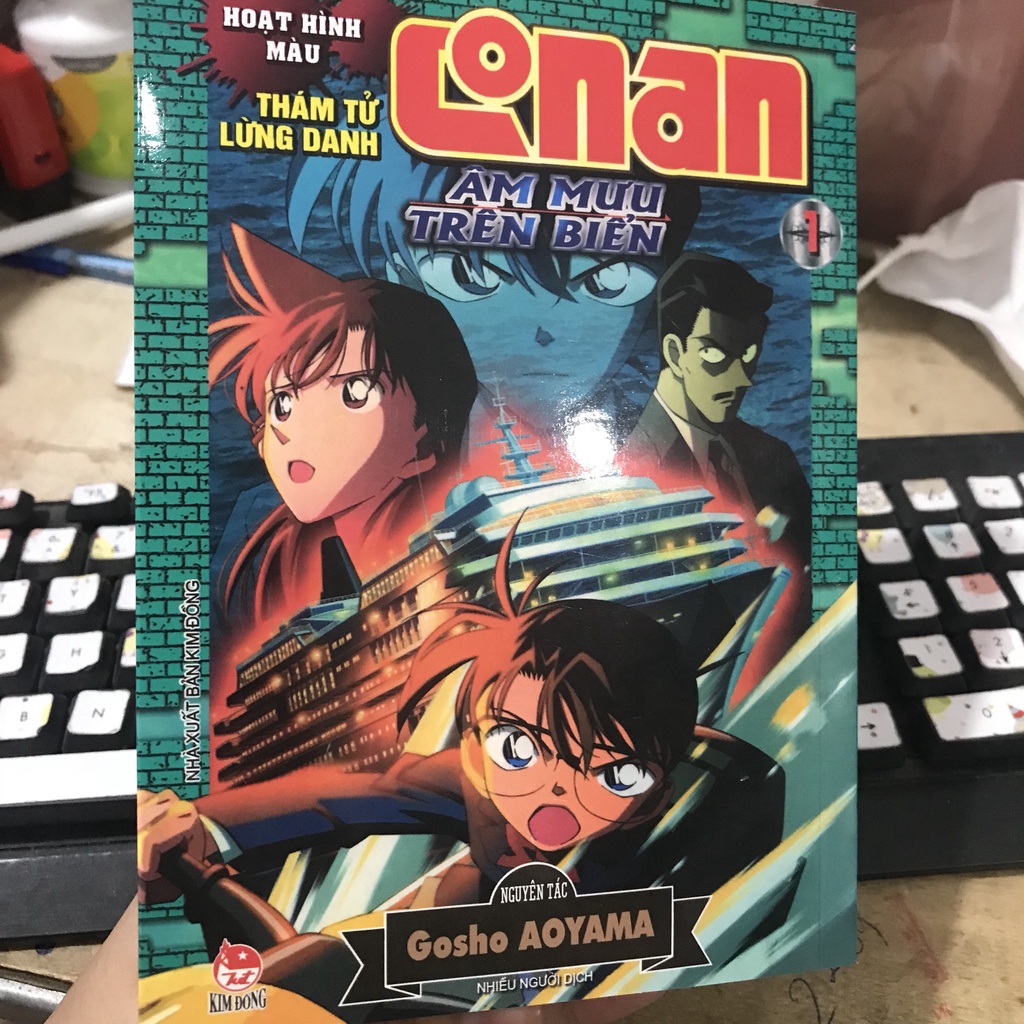 HOẠT HÌNH
MÀU
THÁM TỬ
LỪNG DANH
Conan
ÂM MƯU
TRÊN BIỂN
1
NHÀ XUẤT BẢN KIM ĐỒNG
NGUYÊN TÁC
Gosho AOYAMA
NHIỀU NGƯỜI DỊCH
KIM ĐỒNG
Y
G
H
B
N